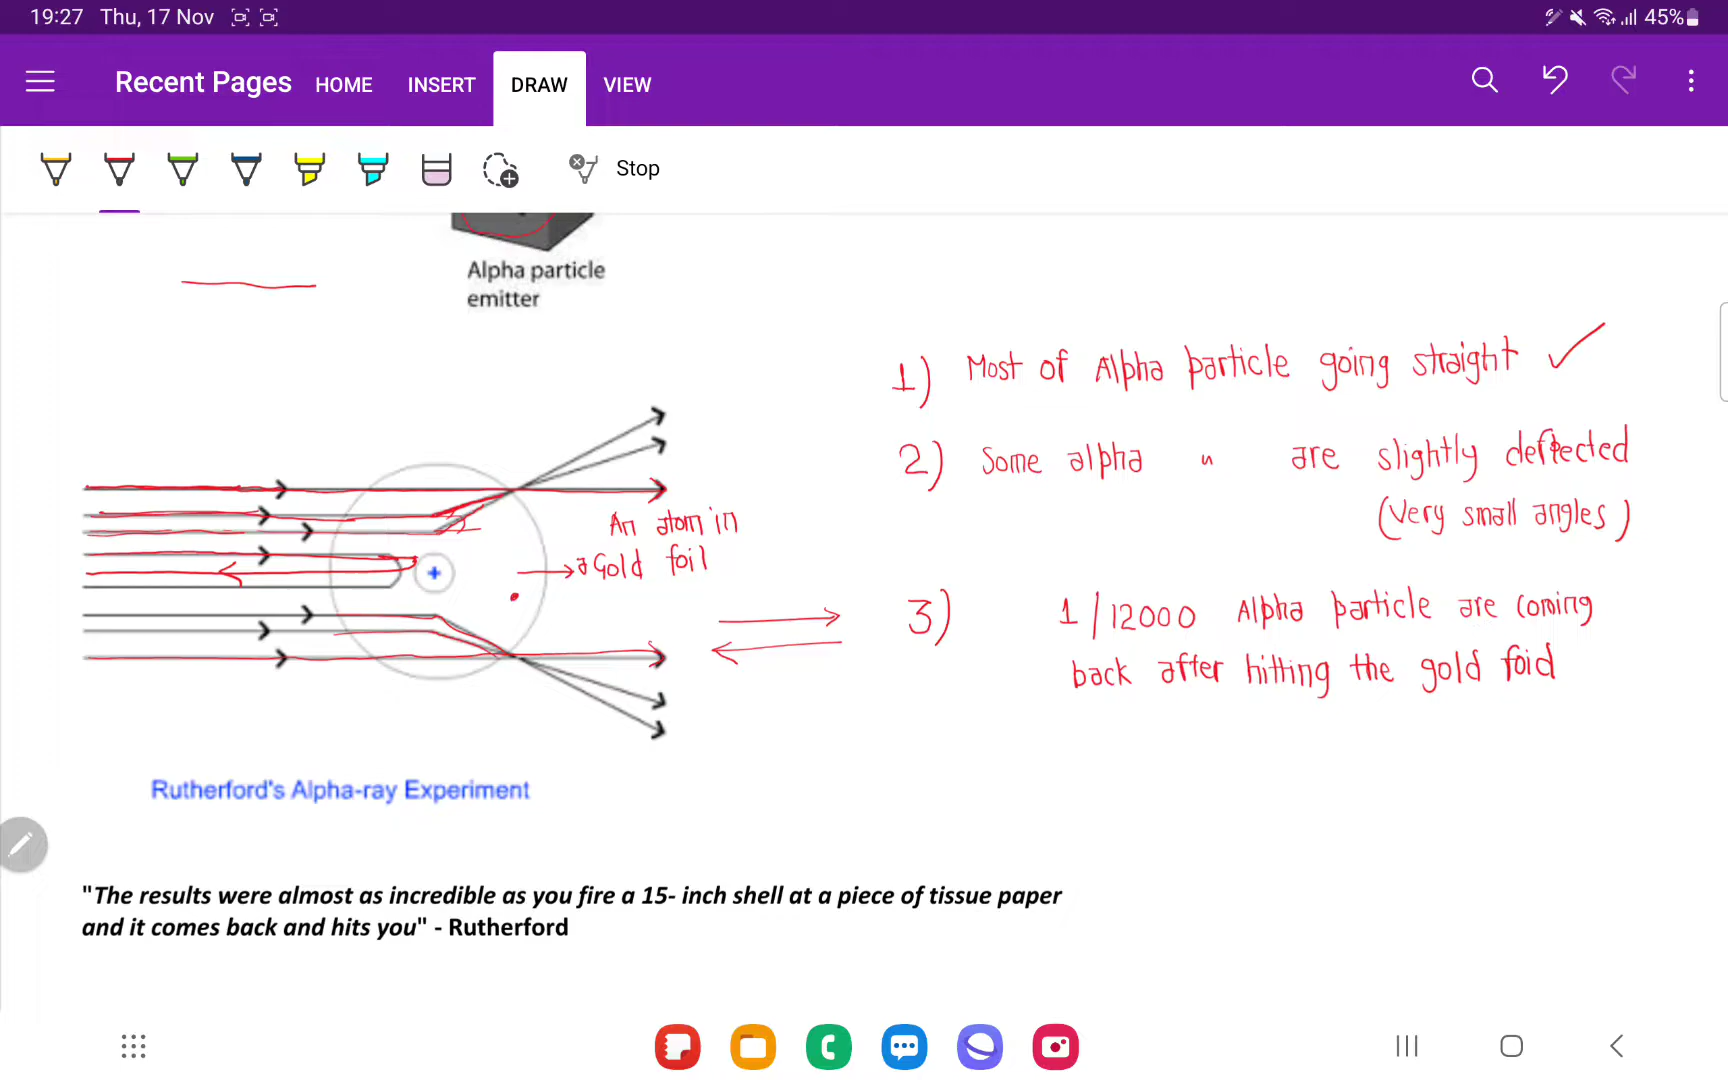 19:27 Thu, 17 Nov 45%
Recent Pages HOME INSERT DRAW VIEW
Stop
Alpha particle
emitter
1) Most of Alpha particle going straight ✓
2) Some alpha " are slightly deflected
(very small angles)
An atom in
a Gold foil
3) 1/12000 Alpha particle are coming
back after hitting the gold foid
+
Rutherford's Alpha-ray Experiment
"The results were almost as incredible as you fire a 15- inch shell at a piece of tissue paper
and it comes back and hits you" - Rutherford